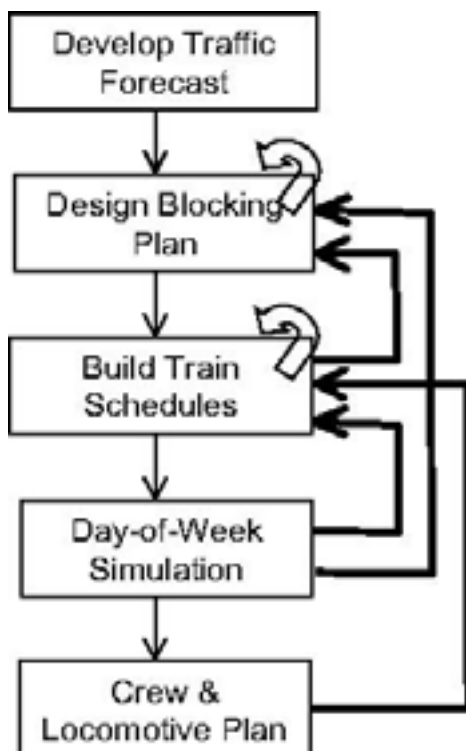 Develop Traffic
Forecast
Design Blocking
Plan
Build Train
Schedules
Day-of-Week
Simulation
Crew &
Locomotive Plan